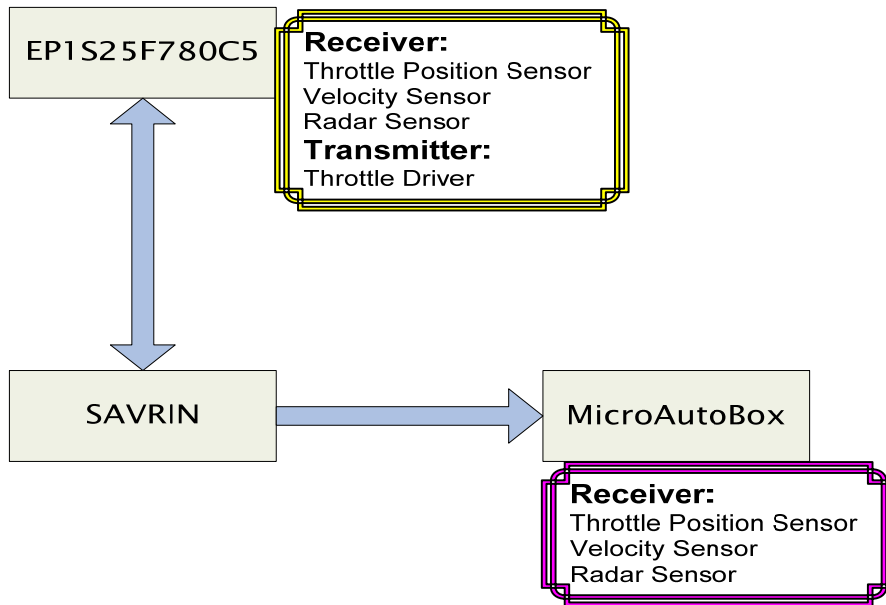 EP1S25F780C5
Receiver:
Throttle Position Sensor
Velocity Sensor
Radar Sensor
Transmitter:
Throttle Driver
SAVRIN
MicroAutoBox
Receiver:
Throttle Position Sensor
Velocity Sensor
Radar Sensor